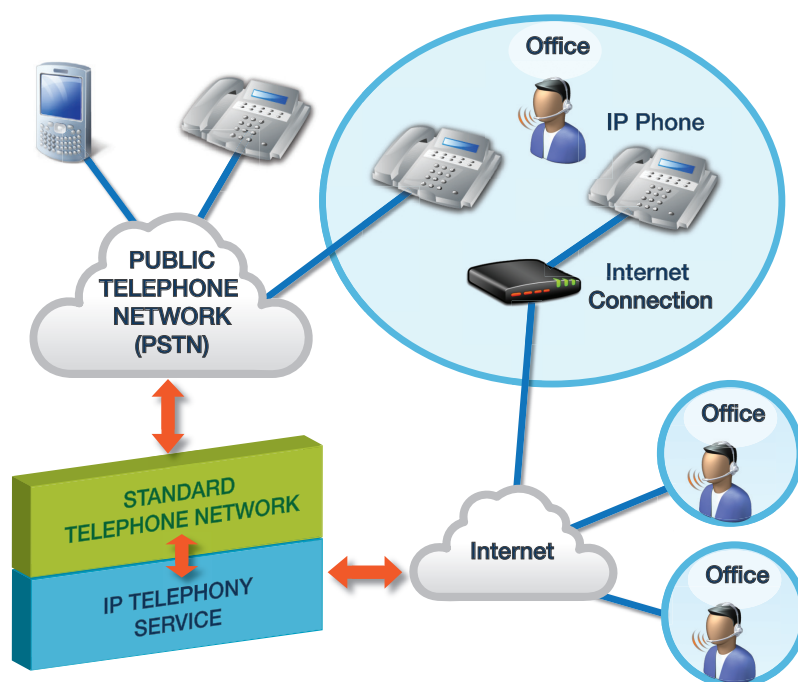 Office
IP Phone
PUBLIC
TELEPHONE
NETWORK
(PSTN)
Internet
Connection
Office
STANDARD
TELEPHONE NETWORK
Internet
IP TELEPHONY
SERVICE
Office